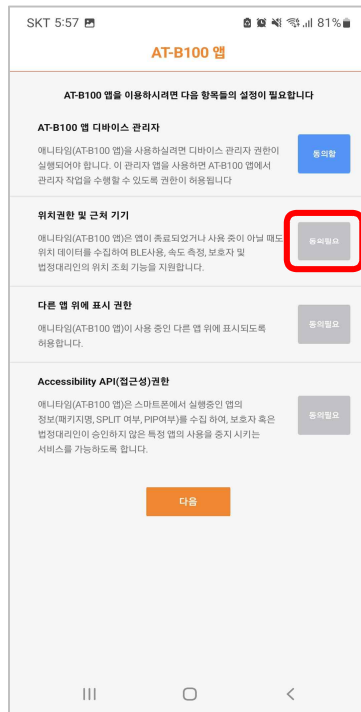 SKT 5:57 81%
AT-B100 앱
AT-B100 앱을 이용하시려면 다음 항목들의 설정이 필요합니다
AT-B100 앱 디바이스 관리자
애니타임(AT-B100 앱)을 사용하실려면 디바이스 관리자 권한이
실행되어야 합니다. 이 관리자 앱을 사용하면 AT-B100 앱에서
관리자 작업을 수행할 수 있도록 권한이 허용됩니다
동의함
위치권한 및 근처 기기
애니타임(AT-B100 앱)은 앱이 종료되었거나 사용 중이 아닐 때도
위치 데이터를 수집하여 BLE사용, 속도 측정, 보호자 및
법정대리인의 위치 조회 기능을 지원합니다.
동의필요
다른 앱 위에 표시 권한
애니타임(AT-B100 앱)이 사용 중인 다른 앱 위에 표시되도록
허용합니다.
동의필요
Accessibility API(접근성)권한
애니타임(AT-B100 앱)은 스마트폰에서 실행중인 앱의
정보(패키지명, SPLIT 여부, PIP여부)를 수집 하여, 보호자 혹은
법정대리인이 승인하지 않은 특정 앱의 사용을 중지 시키는
서비스를 가능하도록 합니다.
동의필요
다음